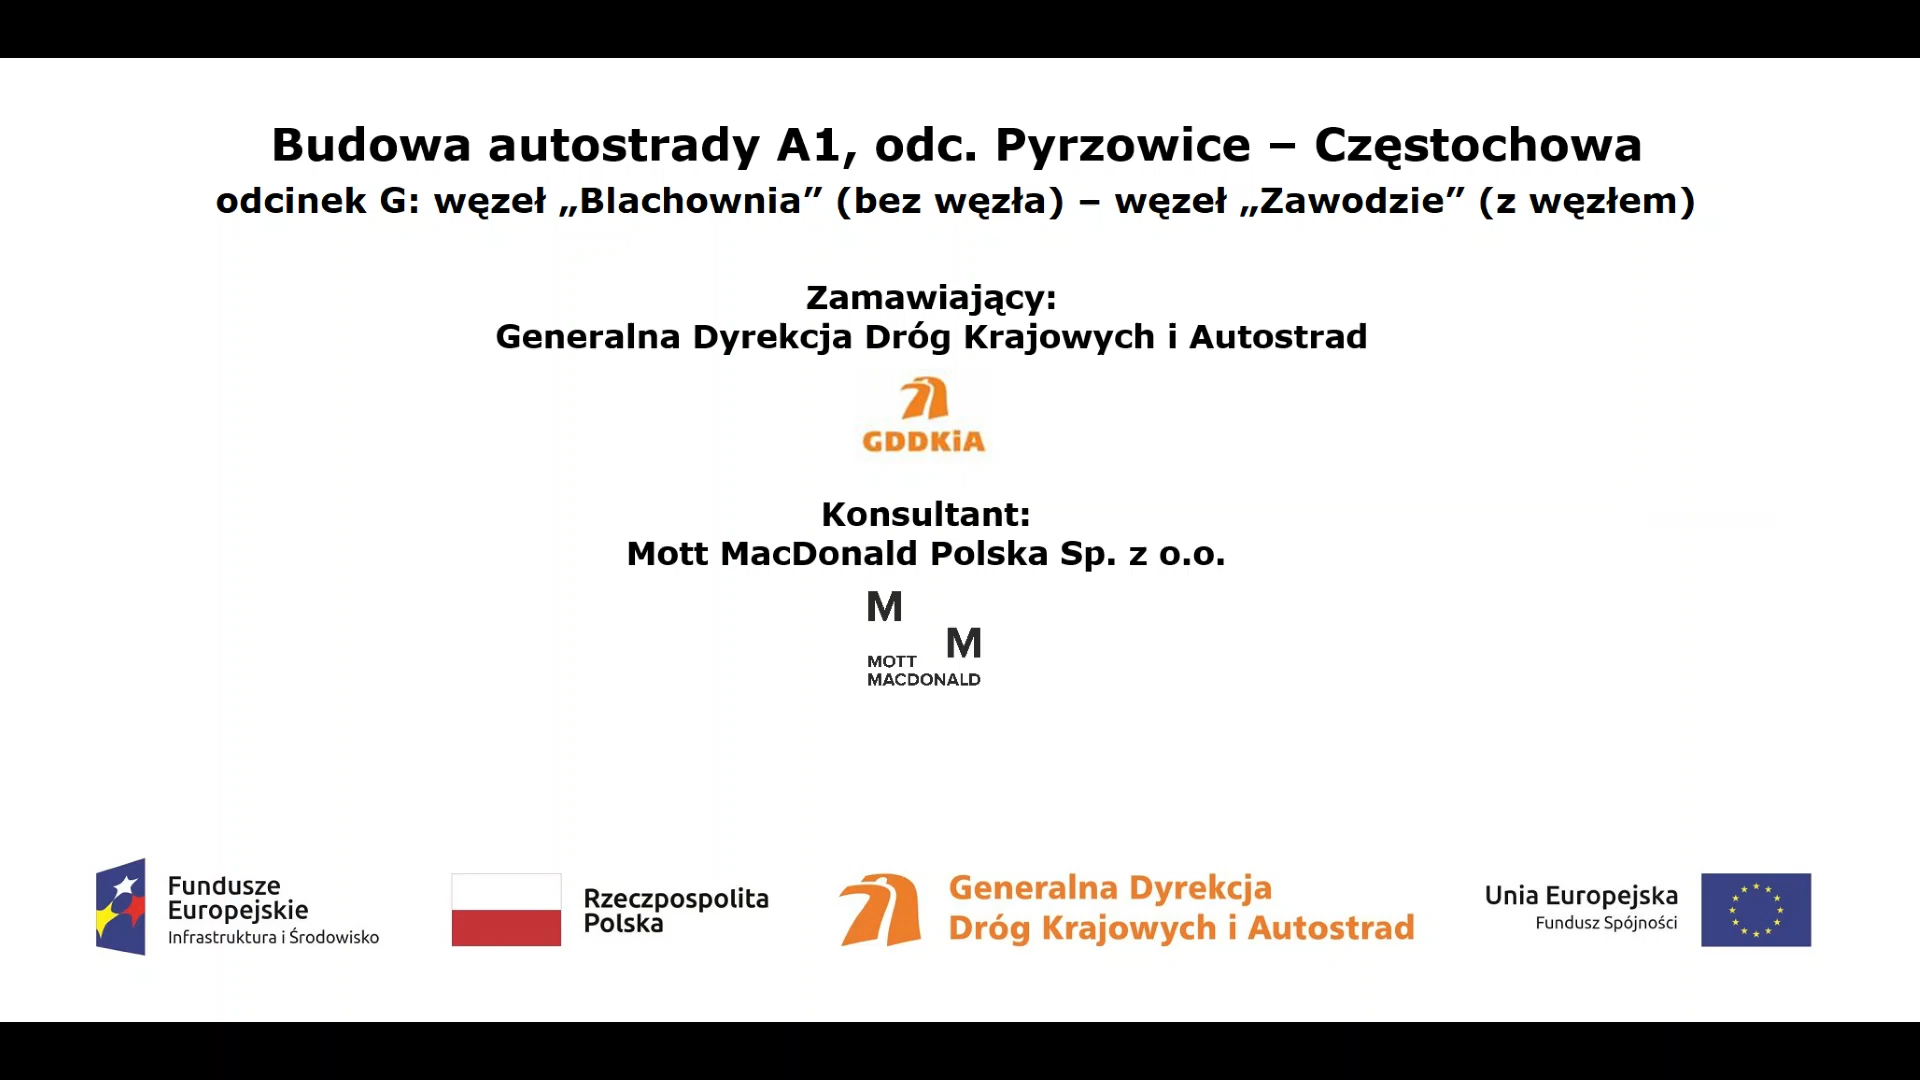 Budowa autostrady A1, odc. Pyrzowice – Częstochowa
odcinek G: węzeł „Blachownia” (bez węzła) – węzeł „Zawodzie” (z węzłem)
Zamawiający:
Generalna Dyrekcja Dróg Krajowych i Autostrad
GDDKiA
Konsultant:
Mott MacDonald Polska Sp. z o.o.
M
M
MOTT
MACDONALD
Fundusze
Europejskie
Infrastruktura i Środowisko
Rzeczpospolita
Polska
Generalna Dyrekcja
Dróg Krajowych i Autostrad
Unia Europejska
Fundusz Spójności